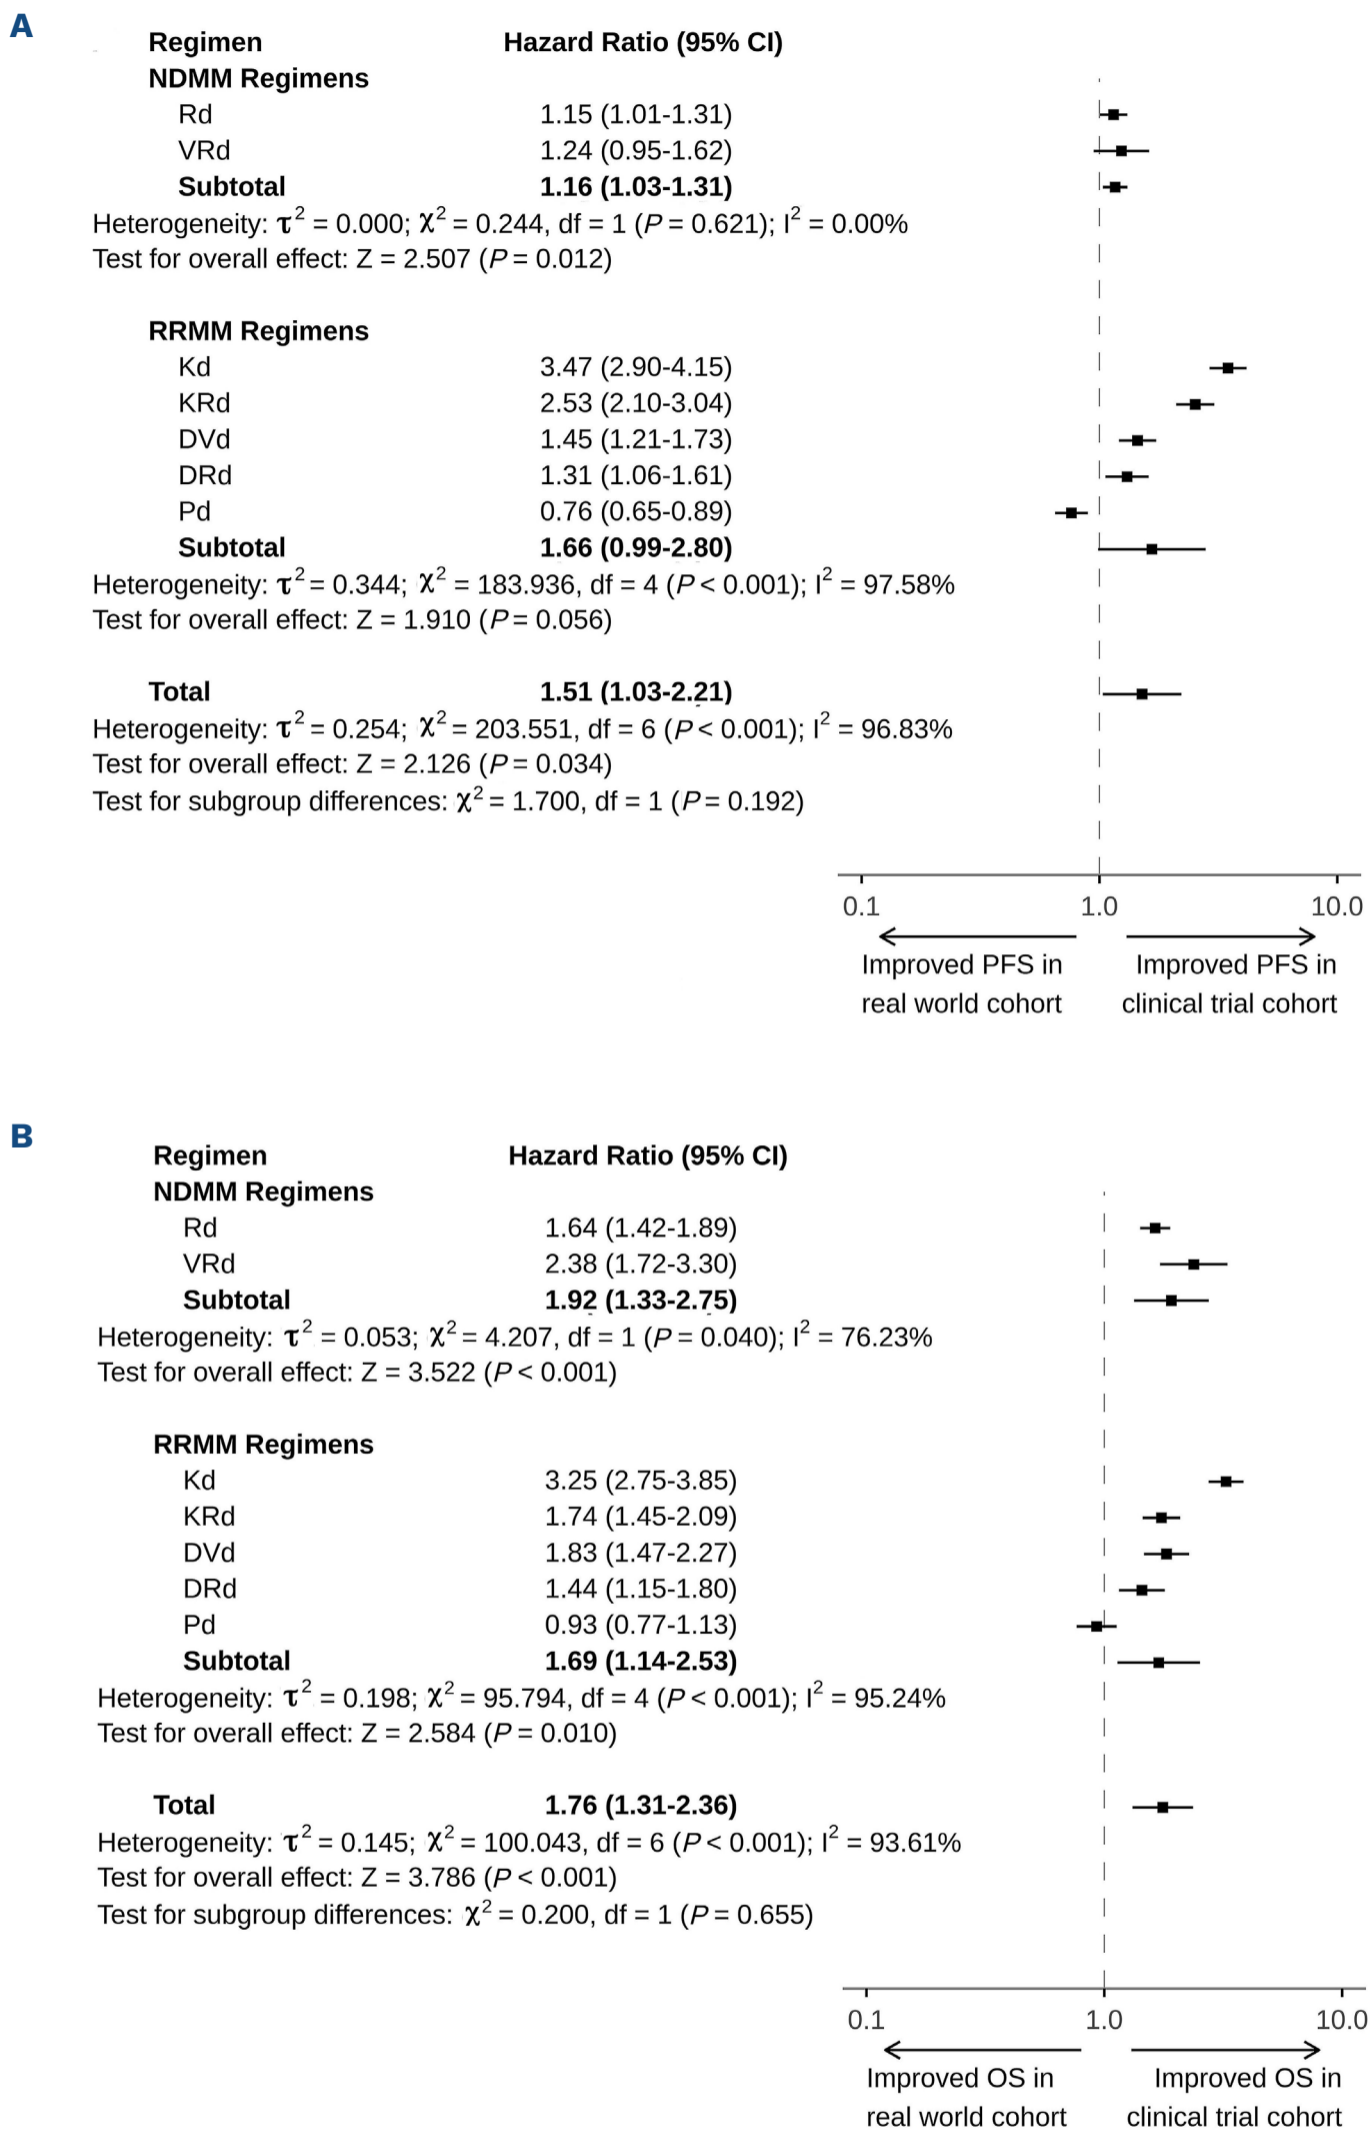 A
Regimen Hazard Ratio (95% CI)
NDMM Regimens
Rd 1.15 (1.01-1.31)
VRd 1.24 (0.95-1.62)
Subtotal 1.16 (1.03-1.31)
Heterogeneity: τ² = 0.000; χ² = 0.244, df = 1 (P = 0.621); I² = 0.00%
Test for overall effect: Z = 2.507 (P = 0.012)
RRMM Regimens
Kd 3.47 (2.90-4.15)
KRd 2.53 (2.10-3.04)
DVd 1.45 (1.21-1.73)
DRd 1.31 (1.06-1.61)
Pd 0.76 (0.65-0.89)
Subtotal 1.66 (0.99-2.80)
Heterogeneity: τ² = 0.344; χ² = 183.936, df = 4 (P < 0.001); I² = 97.58%
Test for overall effect: Z = 1.910 (P = 0.056)
Total 1.51 (1.03-2.21)
Heterogeneity: τ² = 0.254; χ² = 203.551, df = 6 (P < 0.001); I² = 96.83%
Test for overall effect: Z = 2.126 (P = 0.034)
Test for subgroup differences: χ² = 1.700, df = 1 (P = 0.192)
0.1 1.0 10.0
Improved PFS in Improved PFS in
real world cohort clinical trial cohort
B
Regimen Hazard Ratio (95% CI)
NDMM Regimens
Rd 1.64 (1.42-1.89)
VRd 2.38 (1.72-3.30)
Subtotal 1.92 (1.33-2.75)
Heterogeneity: τ² = 0.053; χ² = 4.207, df = 1 (P = 0.040); I² = 76.23%
Test for overall effect: Z = 3.522 (P < 0.001)
RRMM Regimens
Kd 3.25 (2.75-3.85)
KRd 1.74 (1.45-2.09)
DVd 1.83 (1.47-2.27)
DRd 1.44 (1.15-1.80)
Pd 0.93 (0.77-1.13)
Subtotal 1.69 (1.14-2.53)
Heterogeneity: τ² = 0.198; χ² = 95.794, df = 4 (P < 0.001); I² = 95.24%
Test for overall effect: Z = 2.584 (P = 0.010)
Total 1.76 (1.31-2.36)
Heterogeneity: τ² = 0.145; χ² = 100.043, df = 6 (P < 0.001); I² = 93.61%
Test for overall effect: Z = 3.786 (P < 0.001)
Test for subgroup differences: χ² = 0.200, df = 1 (P = 0.655)
0.1 1.0 10.0
Improved OS in Improved OS in
real world cohort clinical trial cohort